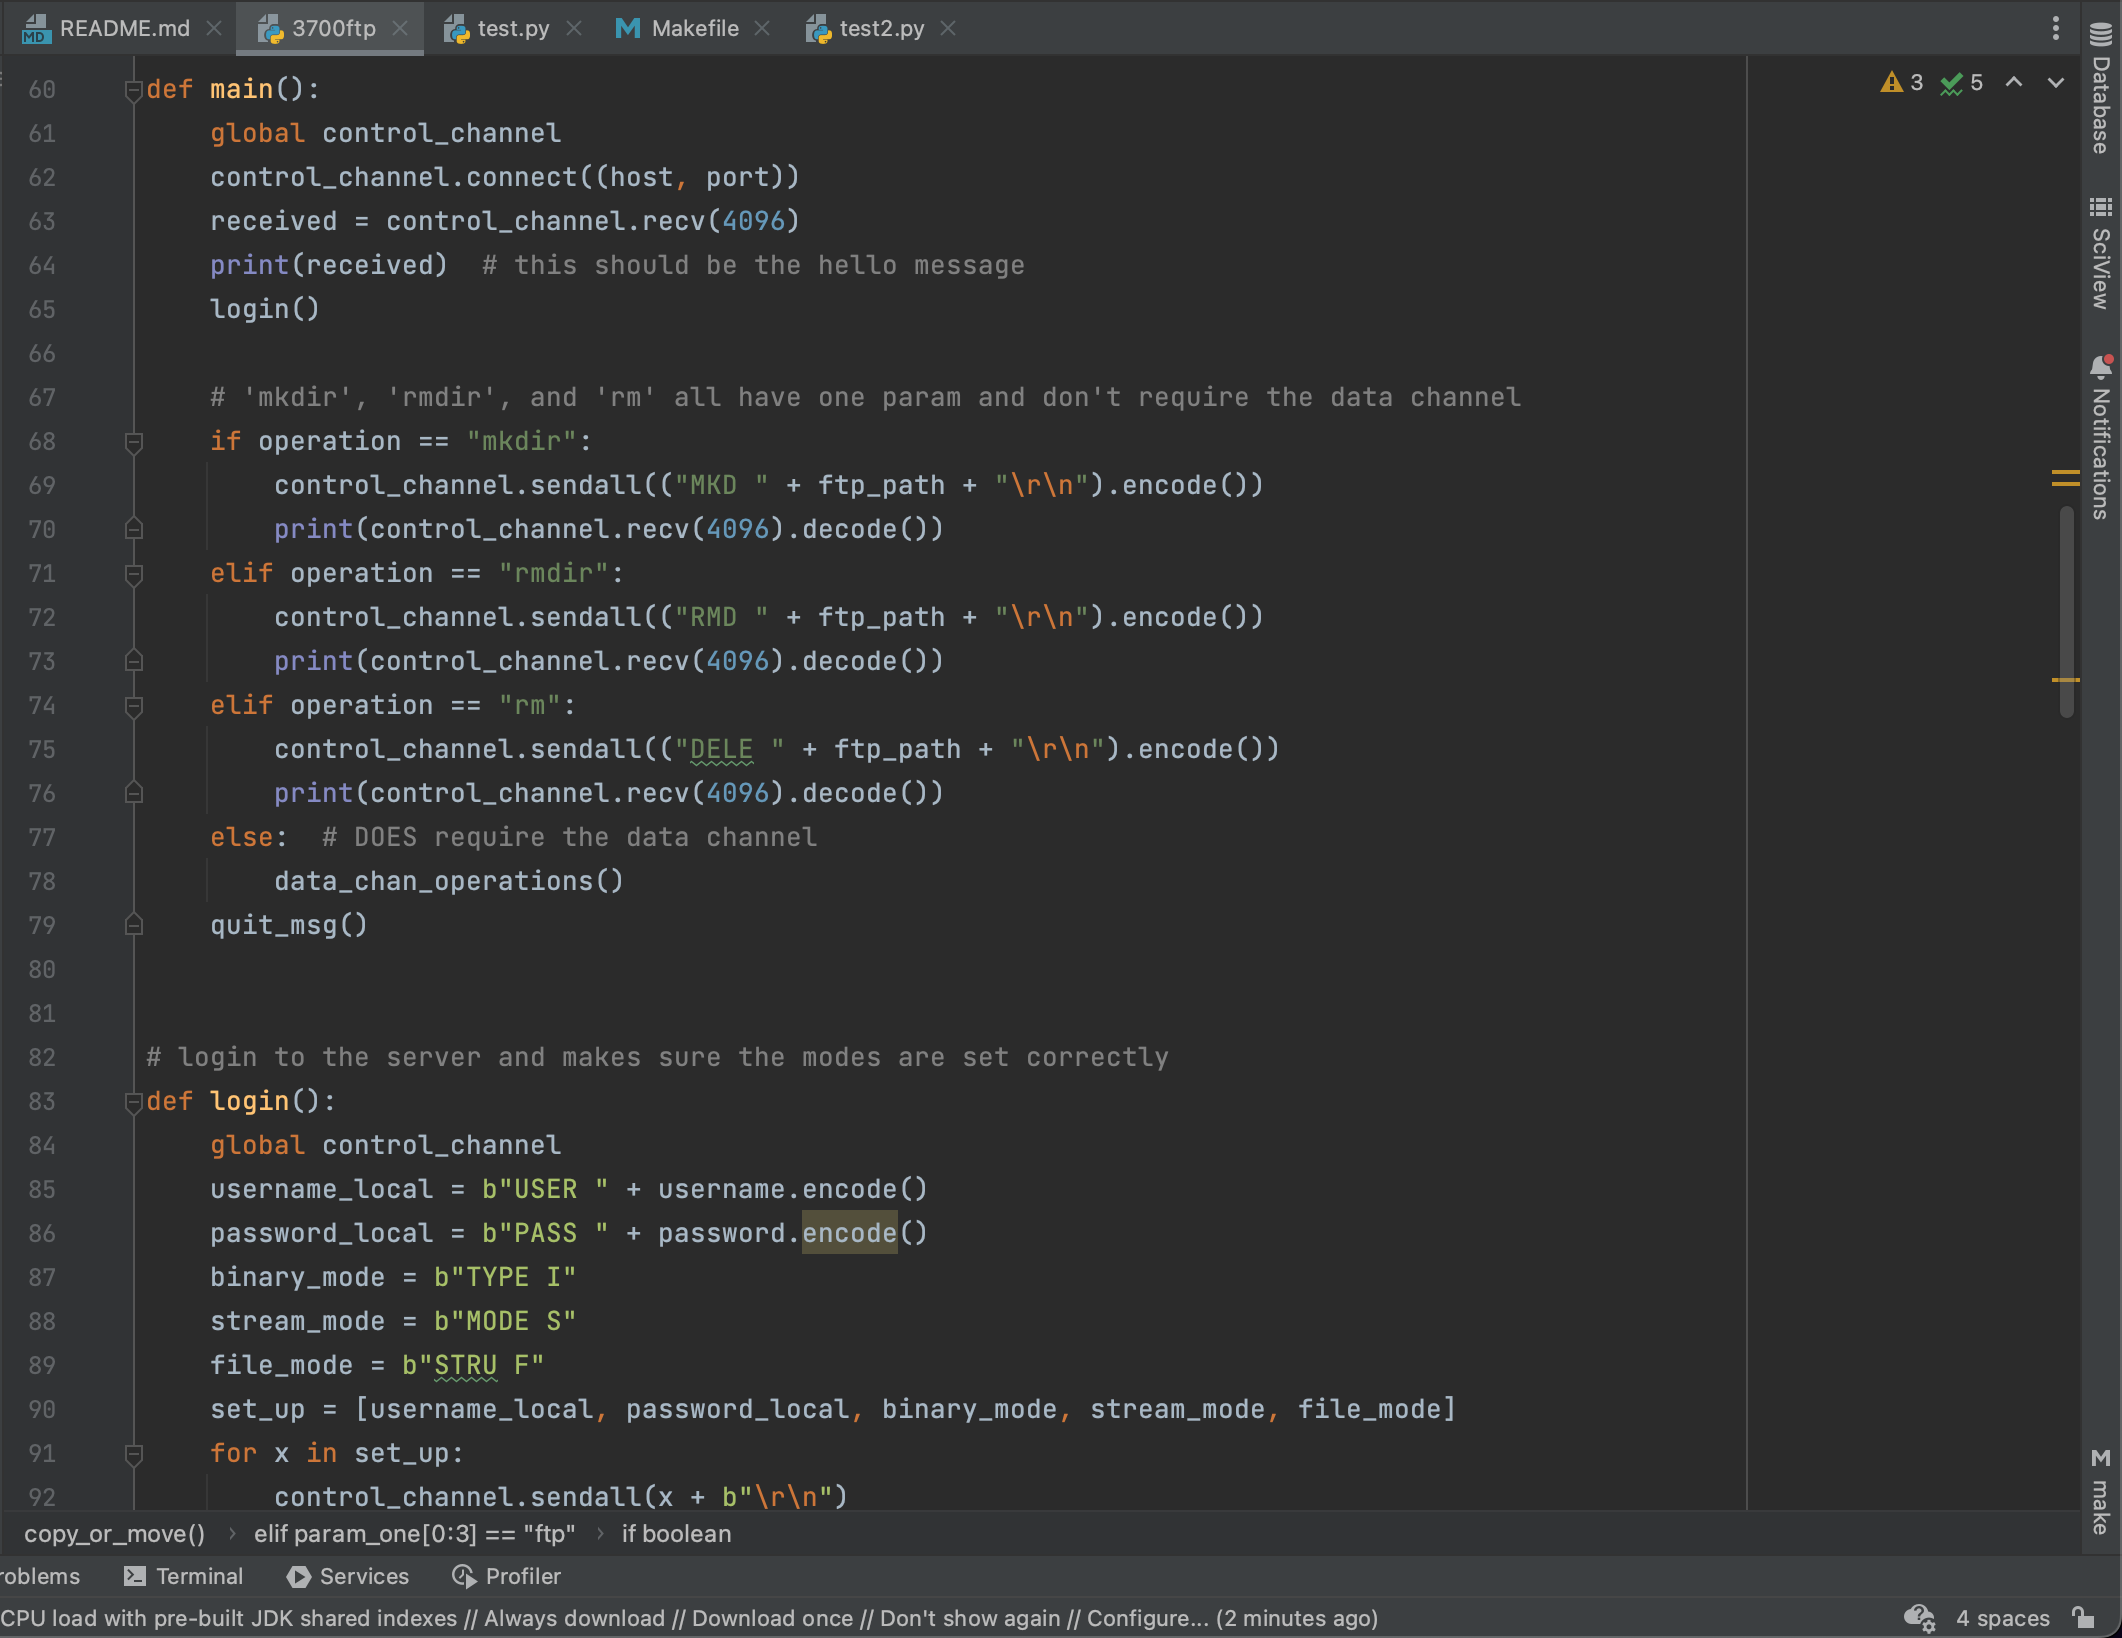 README.md 3700ftp test.py Makefile test2.py
3 5
60 def main():
61 global control_channel
62 control_channel.connect((host, port))
63 received = control_channel.recv(4096)
64 print(received)  # this should be the hello message
65 login()
66
67 # 'mkdir', 'rmdir', and 'rm' all have one param and don't require the data channel
68 if operation == "mkdir":
69 control_channel.sendall(("MKD " + ftp_path + "\r\n").encode())
70 print(control_channel.recv(4096).decode())
71 elif operation == "rmdir":
72 control_channel.sendall(("RMD " + ftp_path + "\r\n").encode())
73 print(control_channel.recv(4096).decode())
74 elif operation == "rm":
75 control_channel.sendall(("DELE " + ftp_path + "\r\n").encode())
76 print(control_channel.recv(4096).decode())
77 else:  # DOES require the data channel
78 data_chan_operations()
79 quit_msg()
80
81
82 # login to the server and makes sure the modes are set correctly
83 def login():
84 global control_channel
85 username_local = b"USER " + username.encode()
86 password_local = b"PASS " + password.encode()
87 binary_mode = b"TYPE I"
88 stream_mode = b"MODE S"
89 file_mode = b"STRU F"
90 set_up = [username_local, password_local, binary_mode, stream_mode, file_mode]
91 for x in set_up:
92 control_channel.sendall(x + b"\r\n")
Database
SciView
Notifications
make
copy_or_move() › elif param_one[0:3] == "ftp" › if boolean
roblems Terminal Services Profiler
CPU load with pre-built JDK shared indexes // Always download // Download once // Don't show again // Configure... (2 minutes ago) 4 spaces